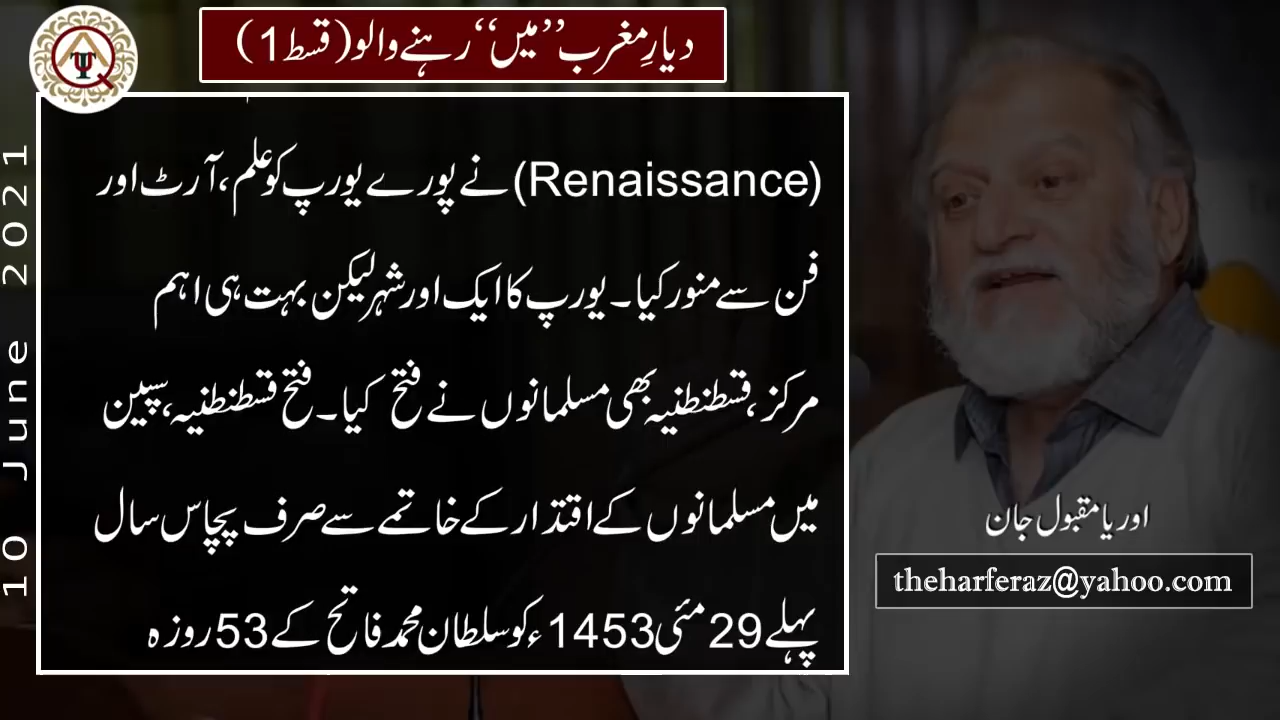 دیارِ مغرب ’’میں‘‘ رہنے والو (قسط 1)
(Renaissance) نے پورے یورپ کو علم، آرٹ اور
فن سے منور کیا۔ یورپ کا ایک اور شہر لیکن بہت ہی اہم
مرکز، قسطنطنیہ بھی مسلمانوں نے فتح کیا۔ فتح قسطنطنیہ، سپین
میں مسلمانوں کے اقتدار کے خاتمے سے صرف پچاس سال
پہلے 29 مئی 1453ء کو سلطان محمد فاتح کے 53 روزہ
10 June 2021
اوریا مقبول جان
theharferaz@yahoo.com